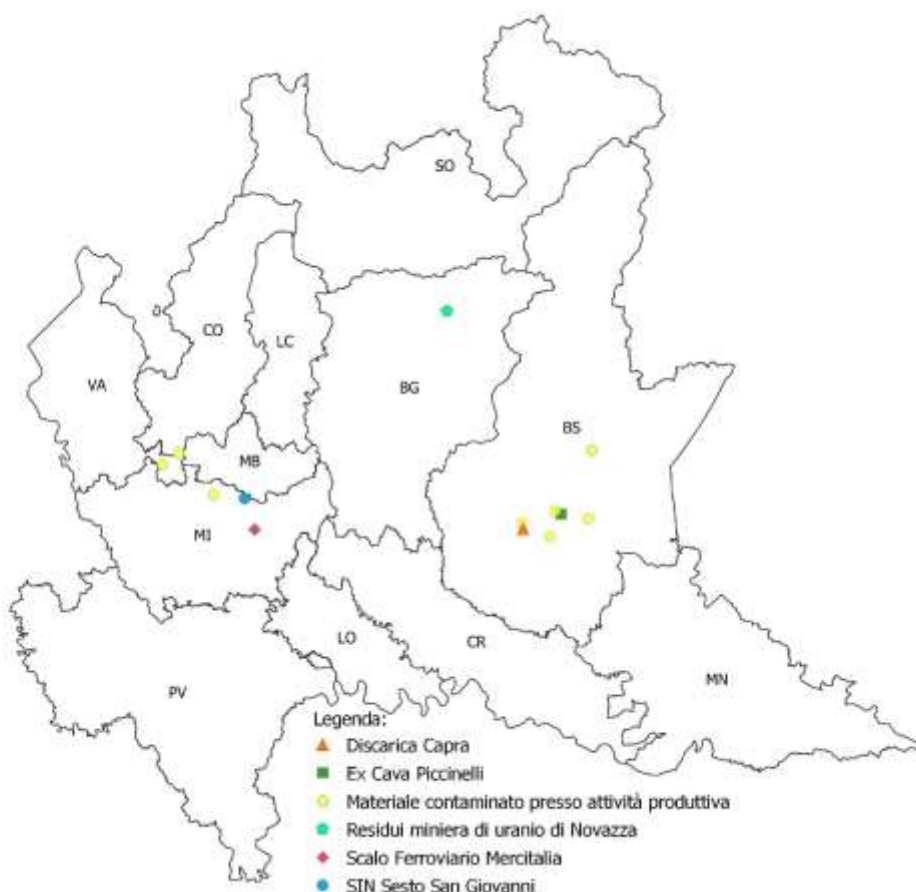 SO
CO
LC
VA
BG
BS
MB
MI
LO
CR
PV
MN
Legenda:
Discarica Capra
Ex Cava Piccinelli
Materiale contaminato presso attività produttiva
Residui miniera di uranio di Novazza
Scalo Ferroviario Mercitalia
SIN Sesto San Giovanni